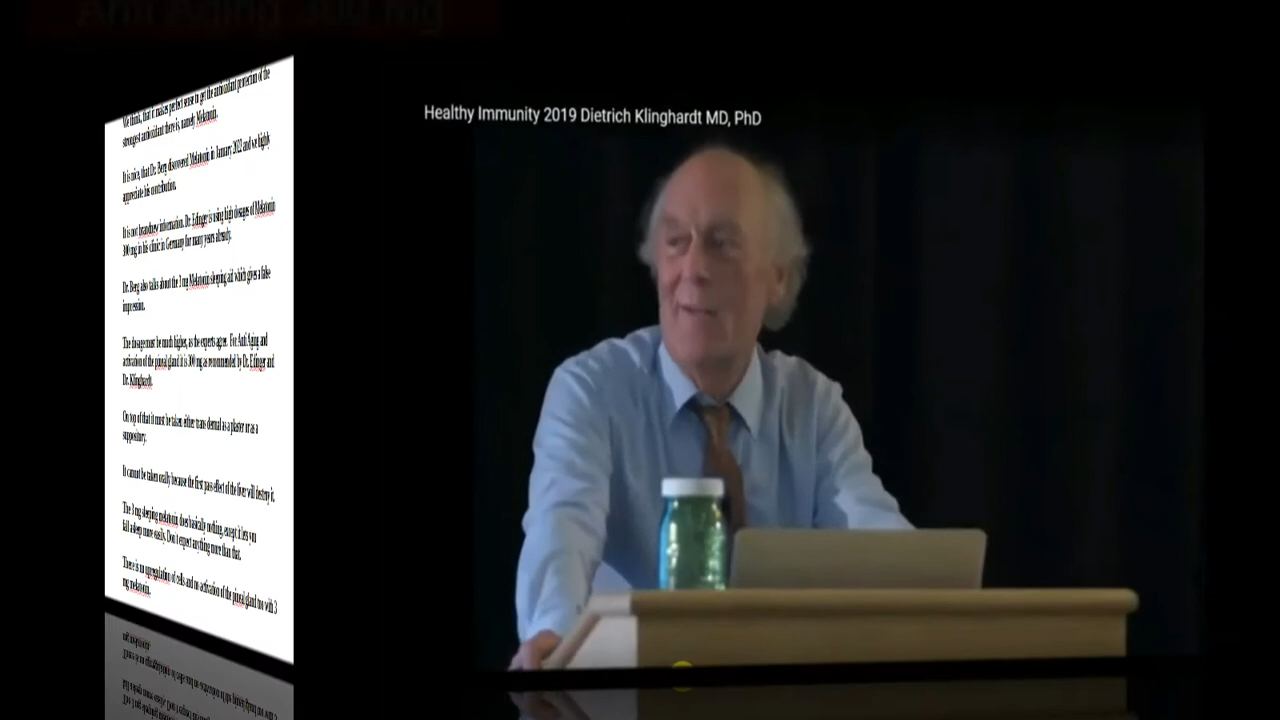 Anti Aging 300 mg
We think, that it makes perfect sense to get the antioxidant protection of the
strongest antioxidant there is, namely Melatonin.
It is nice, that Dr. Berg discovered Melatonin in January 2022 and we highly
appreciate his contribution.
It is not brandnew information. Dr. Erlinger is using high dosages of Melatonin
300 mg in his clinic in Germany for many years already.
Dr. Berg also talks about the 3 mg Melatonin sleeping aid which gives a false
impression.
The dosage must be much higher, as the experts agree. For Anti Aging and
activation of the pineal gland it is 300 mg as recommended by Dr. Erlinger and
Dr. Klinghardt.
On top of that it must be taken either trans dermal as a plaster or as a
suppository.
It cannot be taken orally because the first pass effect of the liver will destroy it.
The 3 mg sleeping melatonin does basically nothing, except it lets you
fall asleep more easily. Don't expect anything more than that.
There is no upregulation of cells and no activation of the pineal gland too with 3
mg melatonin.
Healthy Immunity 2019 Dietrich Klinghardt MD, PhD